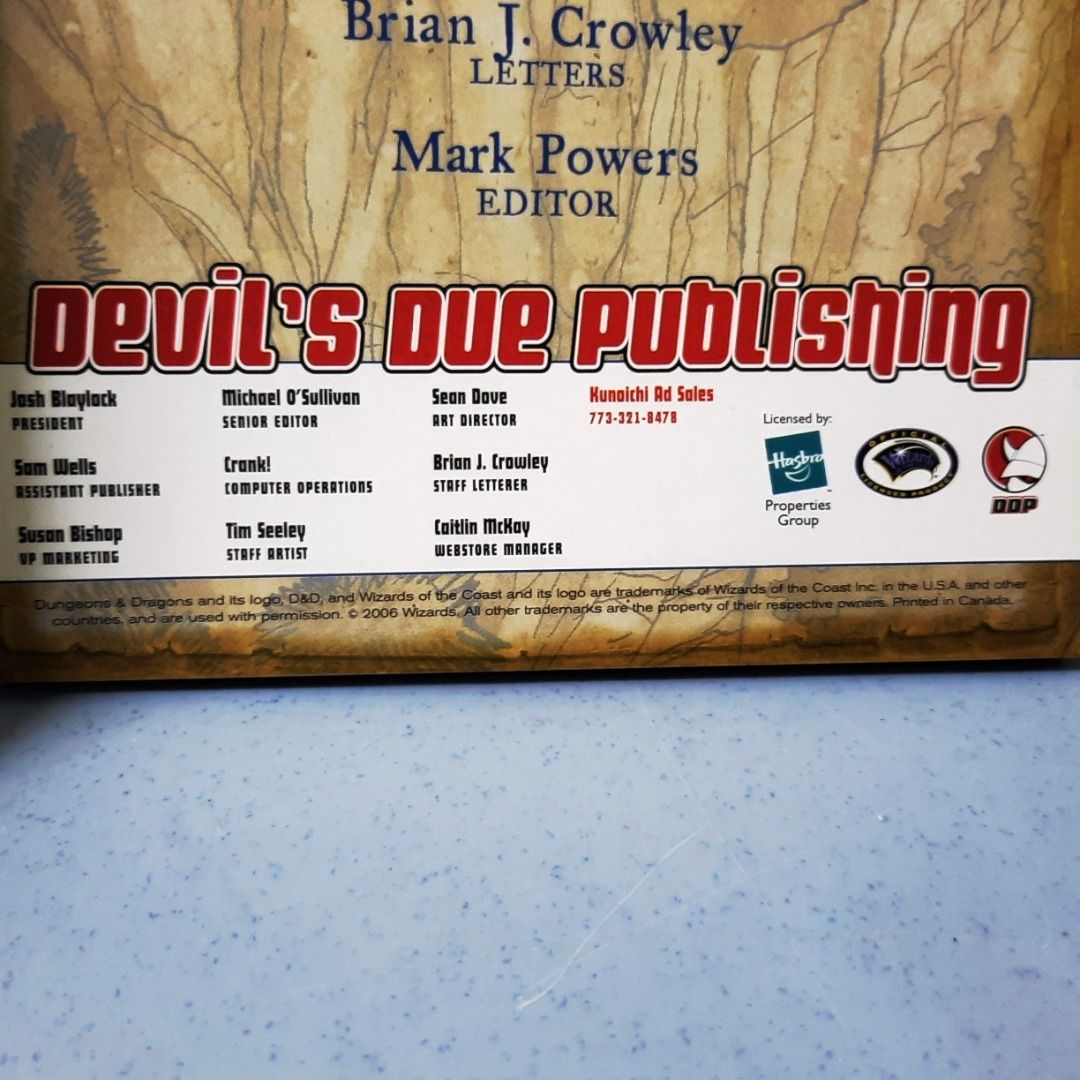 Brian J. Crowley
LETTERS
Mark Powers
EDITOR
DEVIL'S DUE PUBLISHING
Josh Blaylock
PRESIDENT
Sam Wells
ASSISTANT PUBLISHER
Susan Bishop
VP MARKETING
Michael O'Sullivan
SENIOR EDITOR
Crank!
COMPUTER OPERATIONS
Tim Seeley
STAFF ARTIST
Sean Dove
ART DIRECTOR
Brian J. Crowley
STAFF LETTERER
Caitlin McKay
WEBSTORE MANAGER
Kunoichi Ad Sales
773-321-8478
Licensed by:
Hasbro
Properties
Group
OFFICIAL
Wizards
LICENSED PRODUCT
DDP
Dungeons & Dragons and its logo, D&D, and Wizards of the Coast and its logo are trademarks of Wizards of the Coast Inc. in the U.S.A. and other
countries, and are used with permission. © 2006 Wizards. All other trademarks are the property of their respective owners. Printed in Canada.